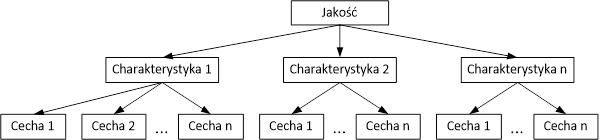 Jakość
Charakterystyka 1 Charakterystyka 2 Charakterystyka n
Cecha 1 Cecha 2 ... Cecha n Cecha 1 ... Cecha n Cecha 1 ... Cecha n